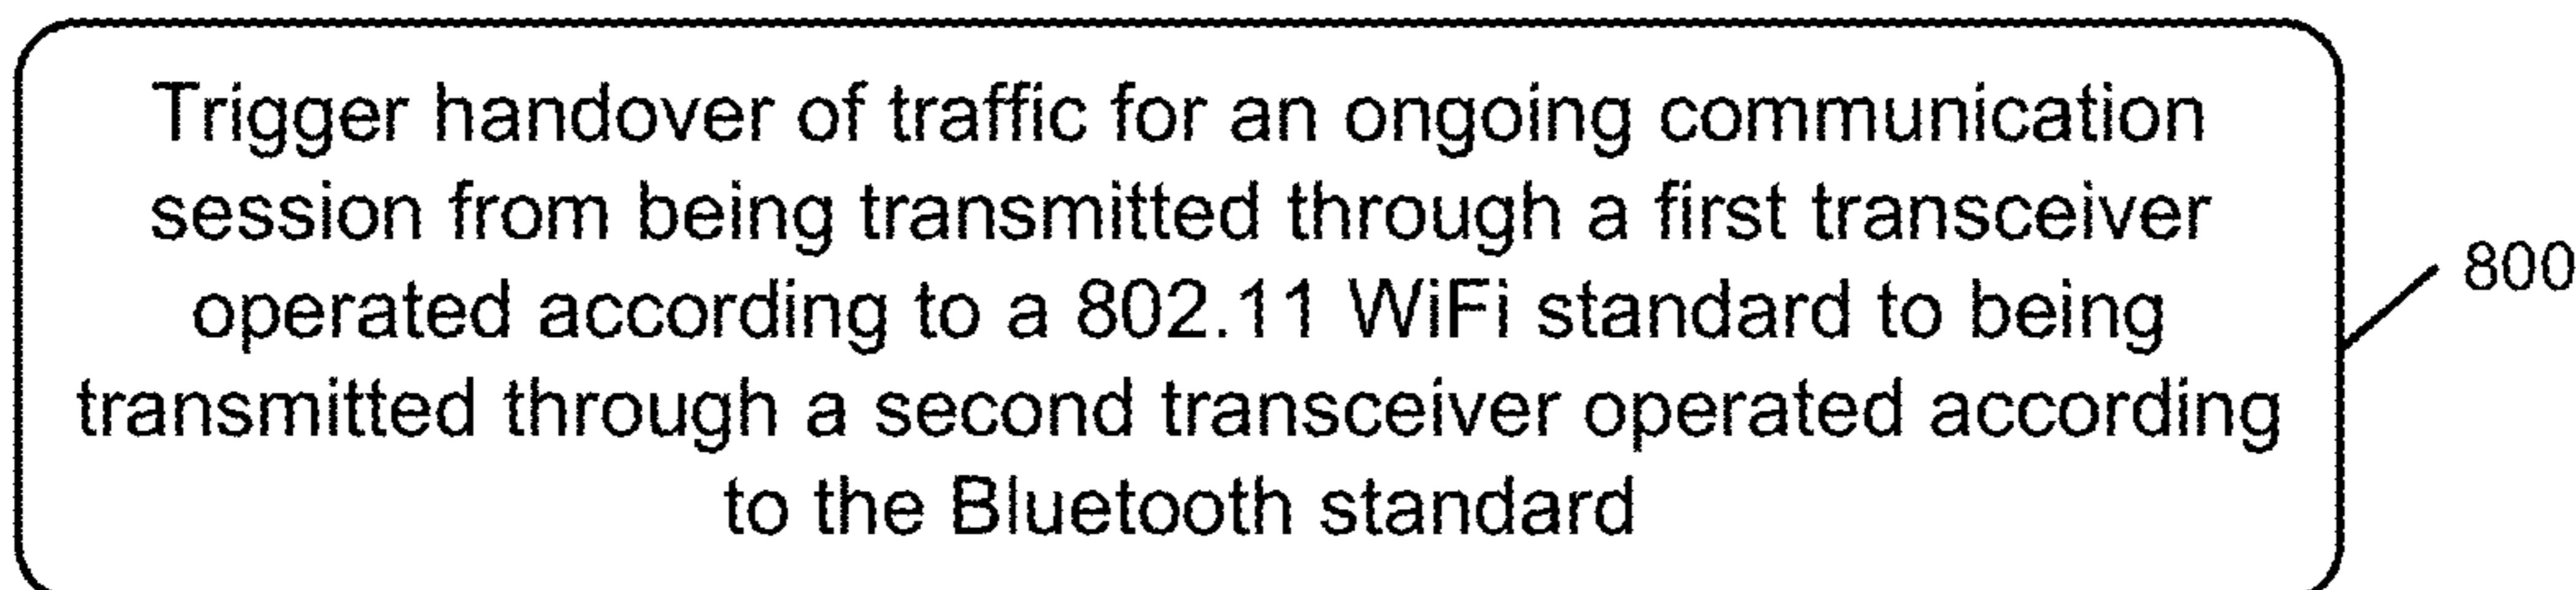 Trigger handover of traffic for an ongoing communication
session from being transmitted through a first transceiver
operated according to a 802.11 WiFi standard to being
transmitted through a second transceiver operated according
to the Bluetooth standard
800